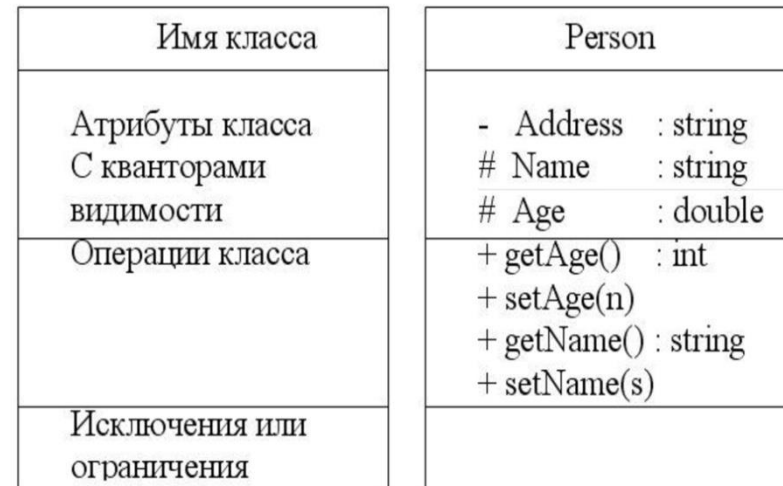 Имя класса
Атрибуты класса
С кванторами
видимости
Операции класса
Исключения или
ограничения
Person
- Address : string
# Name : string
# Age : double
+ getAge() : int
+ setAge(n)
+ getName() : string
+ setName(s)